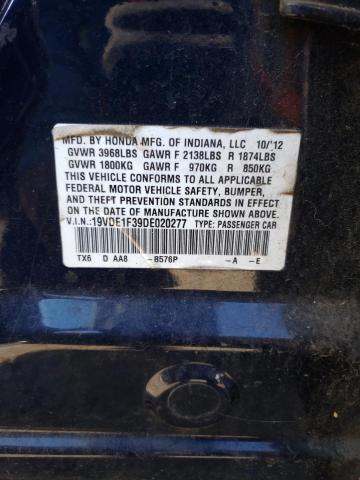 MFD. BY HONDA MFG. OF INDIANA, LLC 10/'12
GVWR 3968LBS GAWR F 2138LBS R 1874LBS
GVWR 1800KG GAWR F 970KG R 850KG
THIS VEHICLE CONFORMS TO ALL APPLICABLE
FEDERAL MOTOR VEHICLE SAFETY, BUMPER,
AND THEFT PREVENTION STANDARDS IN EFFECT
ON THE DATE OF MANUFACTURE SHOWN ABOVE.
V.I.N.:19VDE1F39DE020277 TYPE: PASSENGER CAR
TX6 D AA8 -B576P -A -E